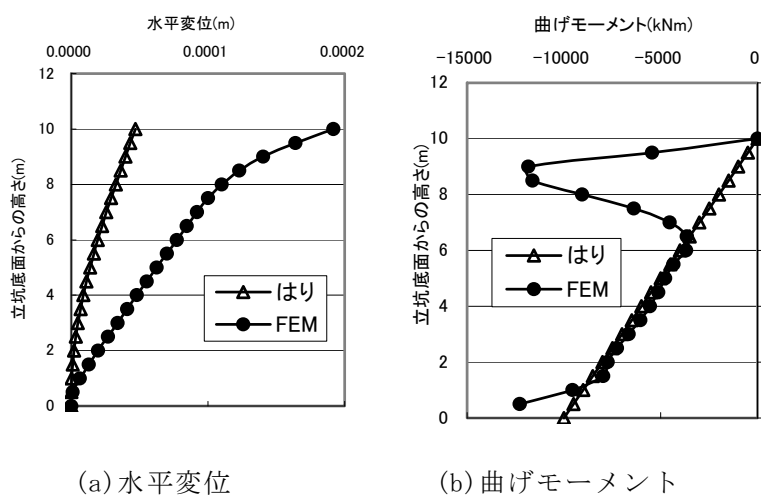 水平変位(m)
0.0000 0.0001 0.0002
12
10
8
6
4
2
0
立坑底面からの高さ(m)
はり
FEM
(a)水平変位
曲げモーメント(kNm)
-15000 -10000 -5000 0
12
10
8
6
4
2
0
立坑底面からの高さ(m)
はり
FEM
(b)曲げモーメント